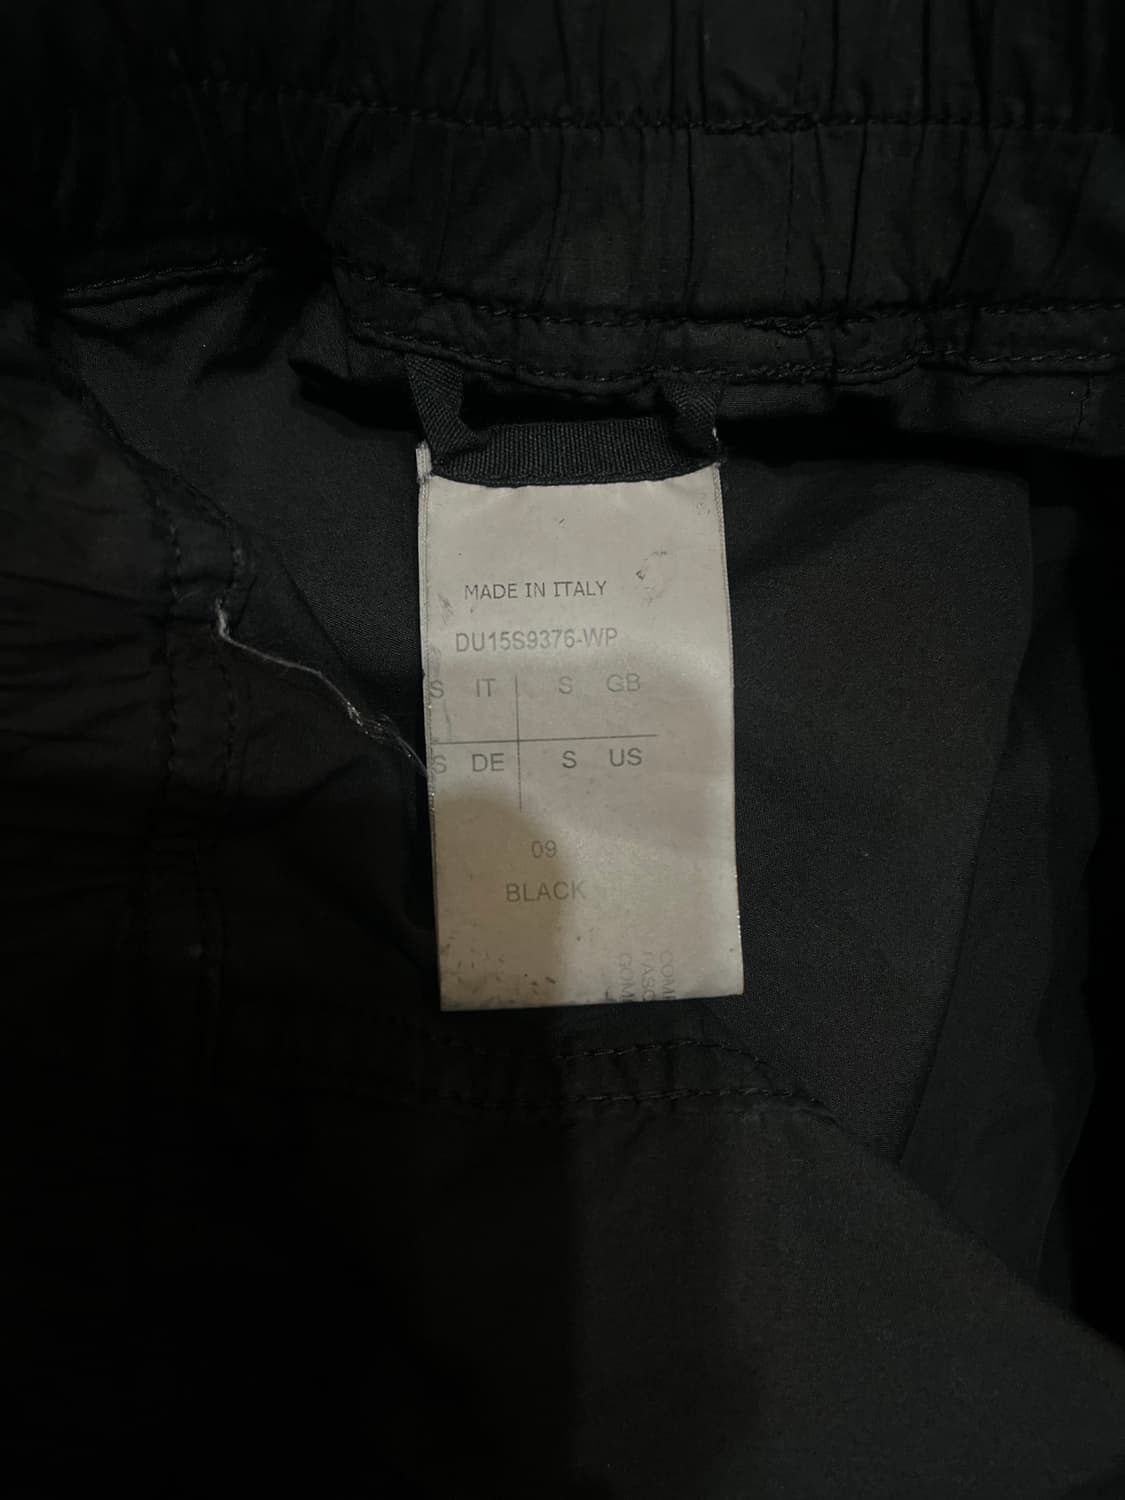 MADE IN ITALY
DU15S9376-WP
S IT S GB
S DE S US
09
BLACK